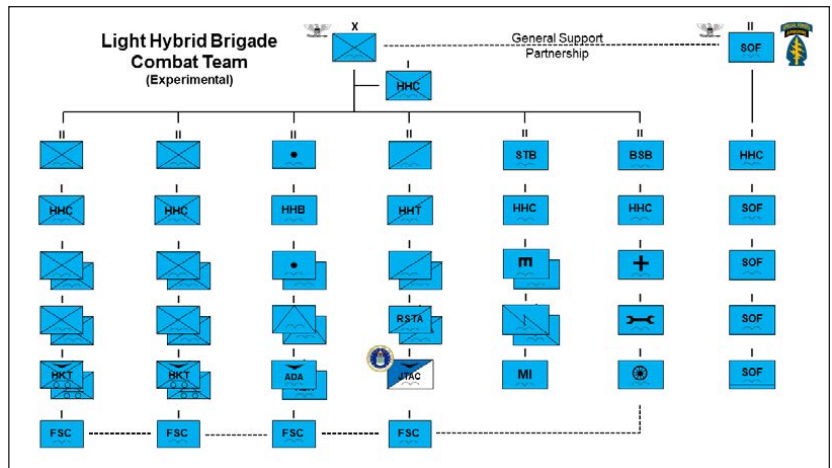 X
II
Light Hybrid Brigade
Combat Team
(Experimental)
General Support
Partnership
SOF
I
HHC
II II II II II II I
STB BSB HHC
I I I I I I I
HHC HHC HHB HHT HHC HHC SOF
I I I I I I I
E SOF
I I I I I I I
RSTA SOF
I I I I I I I
HKT HKT ADA JTAC MI SOF
I I I I
FSC FSC FSC FSC